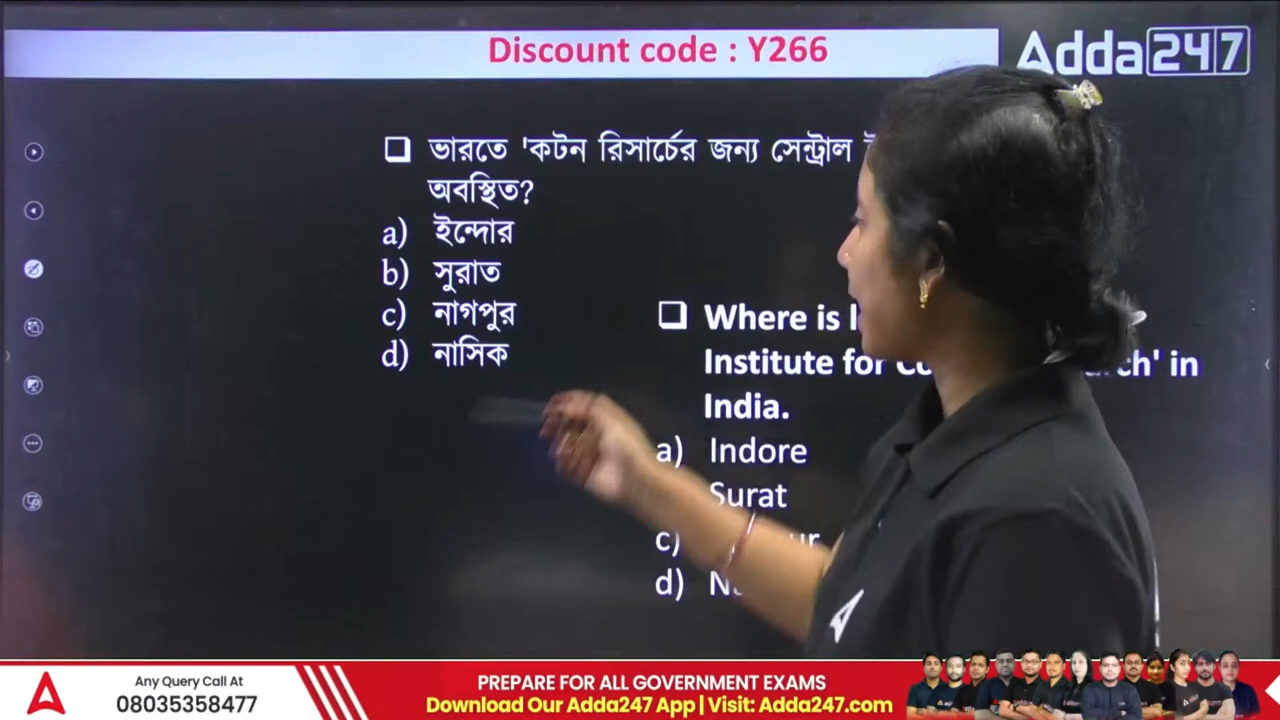 Discount code : Y266
Adda247
ভারতে 'কটন রিসার্চের জন্য সেন্ট্রাল
অবস্থিত?
a) ইন্দোর
b) সুরাত
c) নাগপুর
d) নাসিক
Where is
Institute for in
India.
a) Indore
Surat
c)
d)
Any Query Call At
08035358477
PREPARE FOR ALL GOVERNMENT EXAMS
Download Our Adda247 App | Visit: Adda247.com